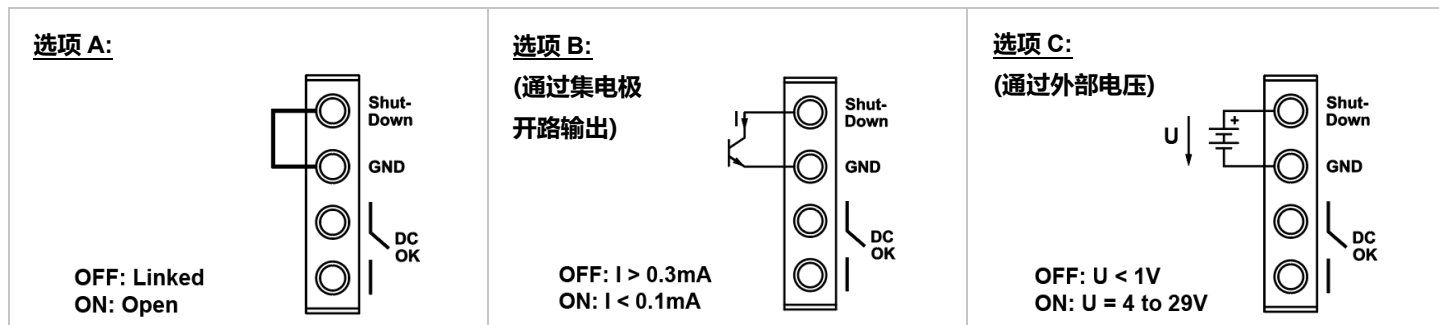 选项 A:
Shut-
Down
GND
DC
OK
OFF: Linked
ON: Open
选项 B:
(通过集电极
开路输出)
I
Shut-
Down
GND
DC
OK
OFF: I > 0.3mA
ON: I < 0.1mA
选项 C:
(通过外部电压)
U
+
Shut-
Down
GND
DC
OK
OFF: U < 1V
ON: U = 4 to 29V